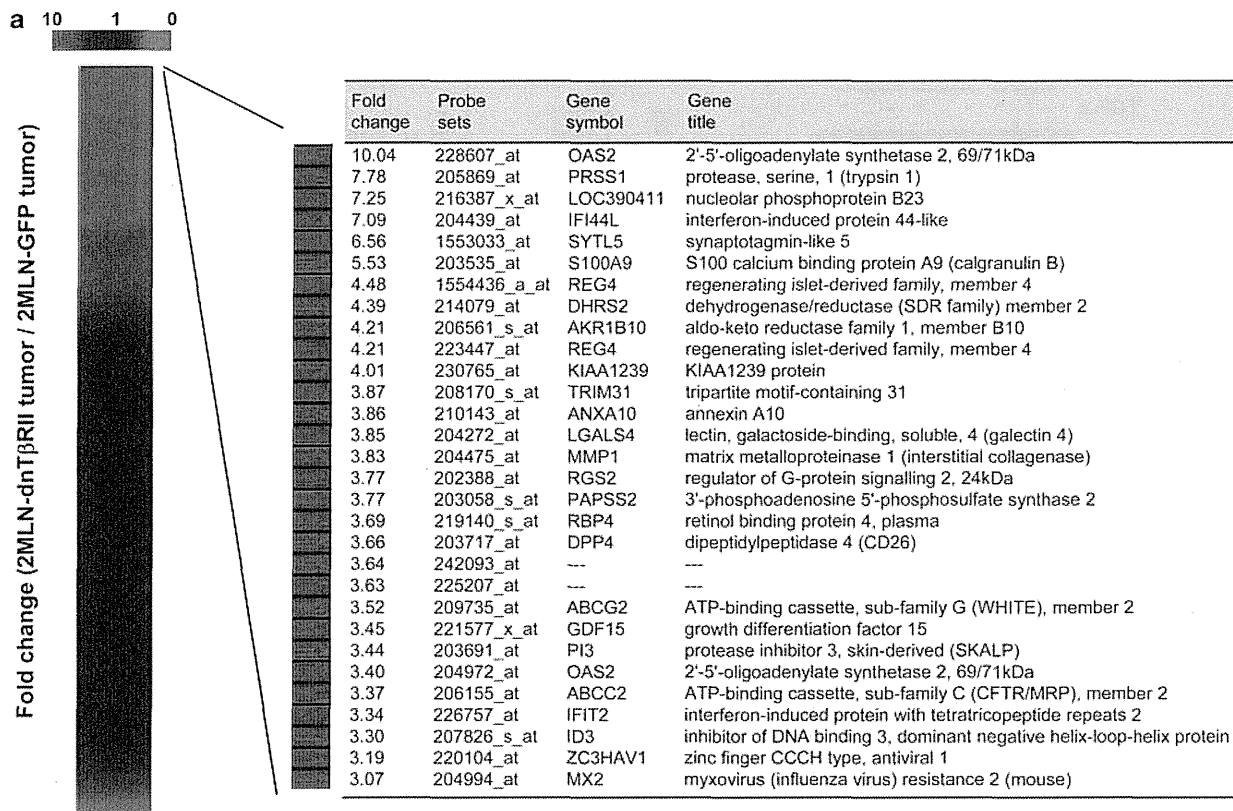 a
10 1 0
Fold change (2MLN-dnTβRII tumor / 2MLN-GFP tumor)
Fold change Probe sets Gene symbol Gene title
10.04 228607_at OAS2 2'-5'-oligoadenylate synthetase 2, 69/71kDa
7.78 205869_at PRSS1 protease, serine, 1 (trypsin 1)
7.25 216387_x_at LOC390411 nucleolar phosphoprotein B23
7.09 204439_at IFI44L interferon-induced protein 44-like
6.56 1553033_at SYTL5 synaptotagmin-like 5
5.53 203535_at S100A9 S100 calcium binding protein A9 (calgranulin B)
4.48 1554436_a_at REG4 regenerating islet-derived family, member 4
4.39 214079_at DHRS2 dehydrogenase/reductase (SDR family) member 2
4.21 206561_s_at AKR1B10 aldo-keto reductase family 1, member B10
4.21 223447_at REG4 regenerating islet-derived family, member 4
4.01 230765_at KIAA1239 KIAA1239 protein
3.87 208170_s_at TRIM31 tripartite motif-containing 31
3.86 210143_at ANXA10 annexin A10
3.85 204272_at LGALS4 lectin, galactoside-binding, soluble, 4 (galectin 4)
3.83 204475_at MMP1 matrix metalloproteinase 1 (interstitial collagenase)
3.77 202388_at RGS2 regulator of G-protein signalling 2, 24kDa
3.77 203058_s_at PAPSS2 3'-phosphoadenosine 5'-phosphosulfate synthase 2
3.69 219140_s_at RBP4 retinol binding protein 4, plasma
3.66 203717_at DPP4 dipeptidylpeptidase 4 (CD26)
3.64 242093_at --- ---
3.63 225207_at --- ---
3.52 209735_at ABCG2 ATP-binding cassette, sub-family G (WHITE), member 2
3.45 221577_x_at GDF15 growth differentiation factor 15
3.44 203691_at PI3 protease inhibitor 3, skin-derived (SKALP)
3.40 204972_at OAS2 2'-5'-oligoadenylate synthetase 2, 69/71kDa
3.37 206155_at ABCC2 ATP-binding cassette, sub-family C (CFTR/MRP), member 2
3.34 226757_at IFIT2 interferon-induced protein with tetratricopeptide repeats 2
3.30 207826_s_at ID3 inhibitor of DNA binding 3, dominant negative helix-loop-helix protein
3.19 220104_at ZC3HAV1 zinc finger CCCH type, antiviral 1
3.07 204994_at MX2 myxovirus (influenza virus) resistance 2 (mouse)